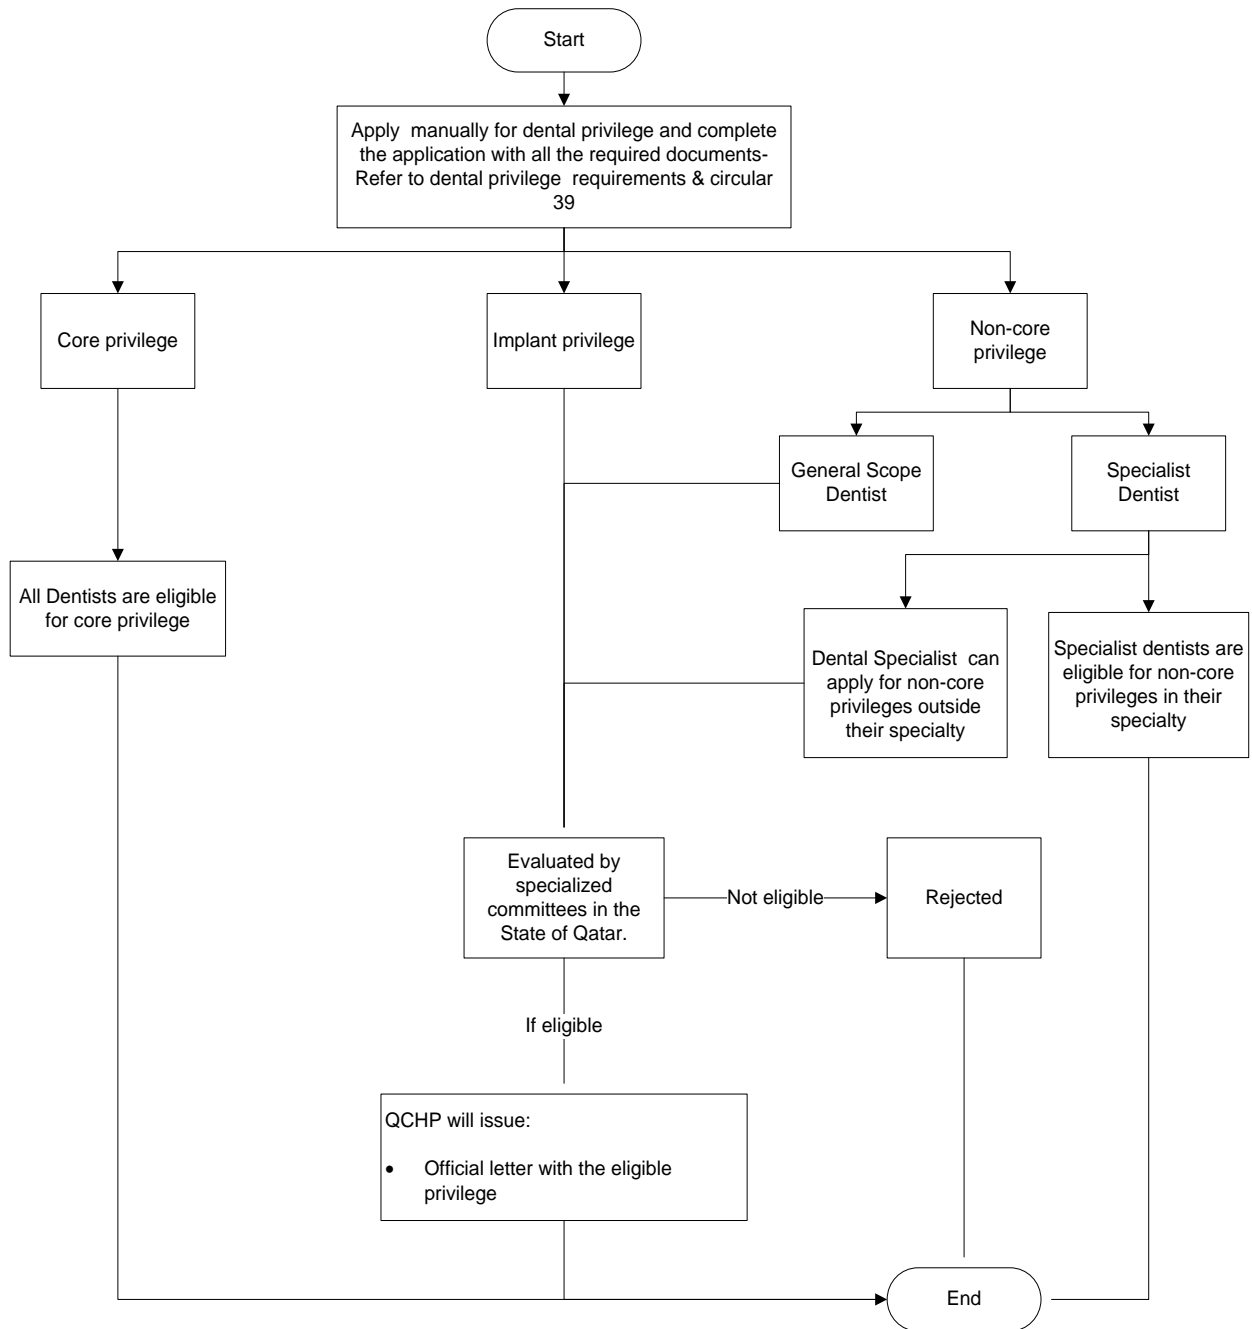 Start
Apply manually for dental privilege and complete
the application with all the required documents-
Refer to dental privilege requirements & circular
39
Core privilege
Implant privilege
Non-core
privilege
General Scope
Dentist
Specialist
Dentist
All Dentists are eligible
for core privilege
Dental Specialist can
apply for non-core
privileges outside
their specialty
Specialist dentists are
eligible for non-core
privileges in their
specialty
Evaluated by
specialized
committees in the
State of Qatar.
Not eligible
Rejected
If eligible
QCHP will issue:
• Official letter with the eligible
privilege
End